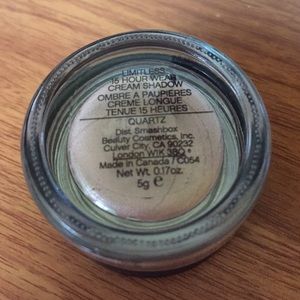 LIMITLESS
15 HOUR WEAR
CREAM SHADOW
OMBRE A PAUPIERES
CREME LONGUE
TENUE 15 HEURES
QUARTZ
Dist. Smashbox
Beauty Cosmetics, Inc.
Culver City, CA 90232
London W1K 3BQ
Made in Canada / C054
Net Wt. 0.17oz.
5g e